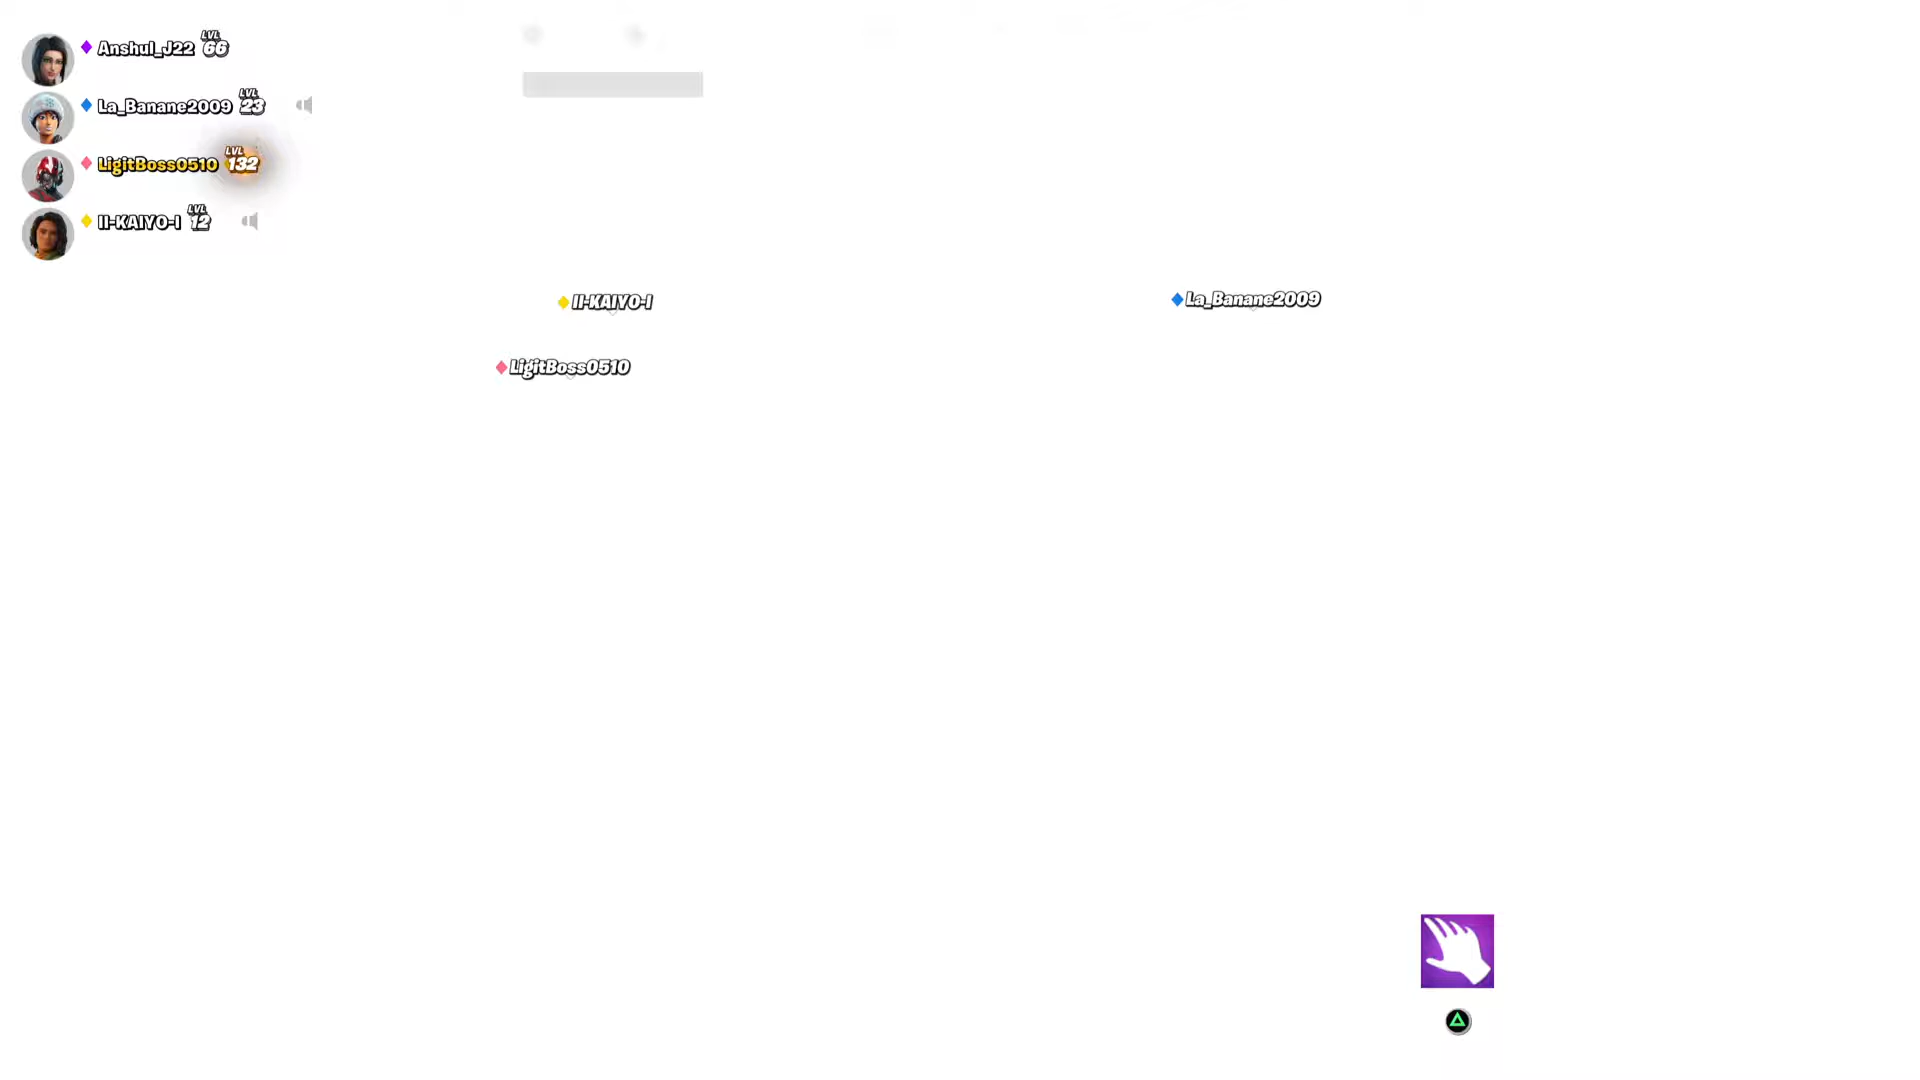 Anshul_J22 LVL 66
La_Banane2009 LVL 23
LigitBoss0510 LVL 132
II-KAIYO-I LVL 12
II-KAIYO-I
La_Banane2009
LigitBoss0510